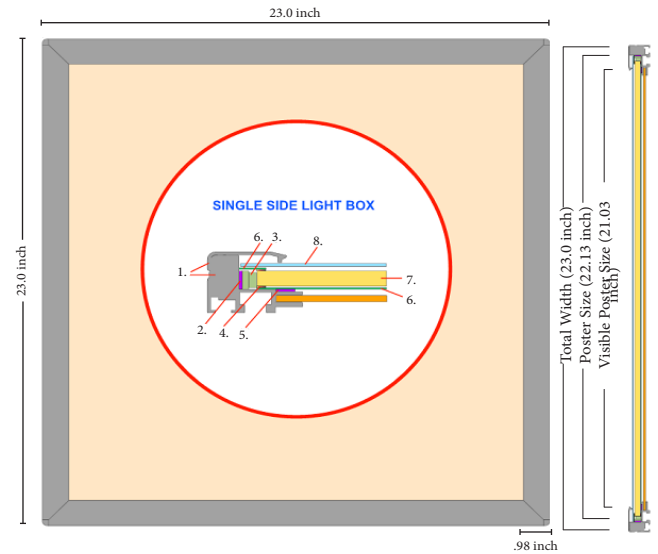 23.0 inch
23.0 inch
SINGLE SIDE LIGHT BOX
6.
3.
8.
1.
7.
6.
2.
4.
5.
Total Width (23.0 inch)
Poster Size (22.13 inch)
Visible Poster Size (21.03
inch)
.98 inch